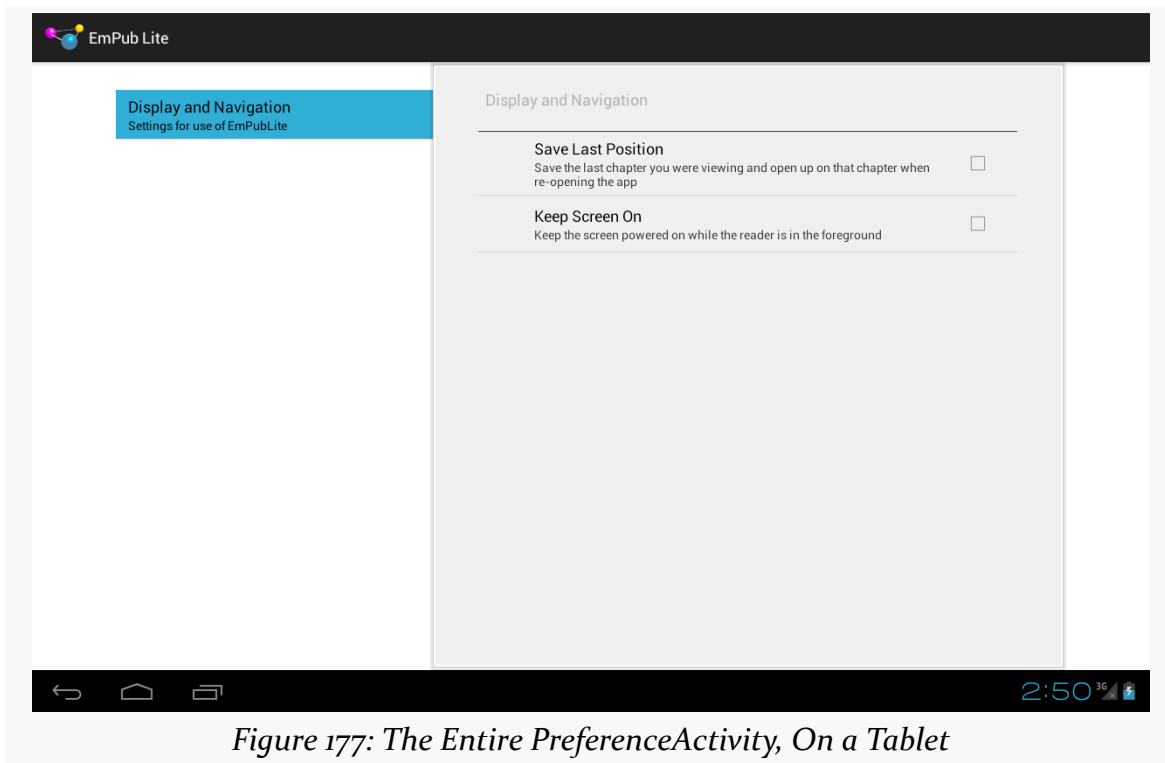 EmPub Lite
Display and Navigation
Settings for use of EmPubLite
Display and Navigation
Save Last Position
Save the last chapter you were viewing and open up on that chapter when
re-opening the app
Keep Screen On
Keep the screen powered on while the reader is in the foreground
2:50 3G
Figure 177: The Entire PreferenceActivity, On a Tablet